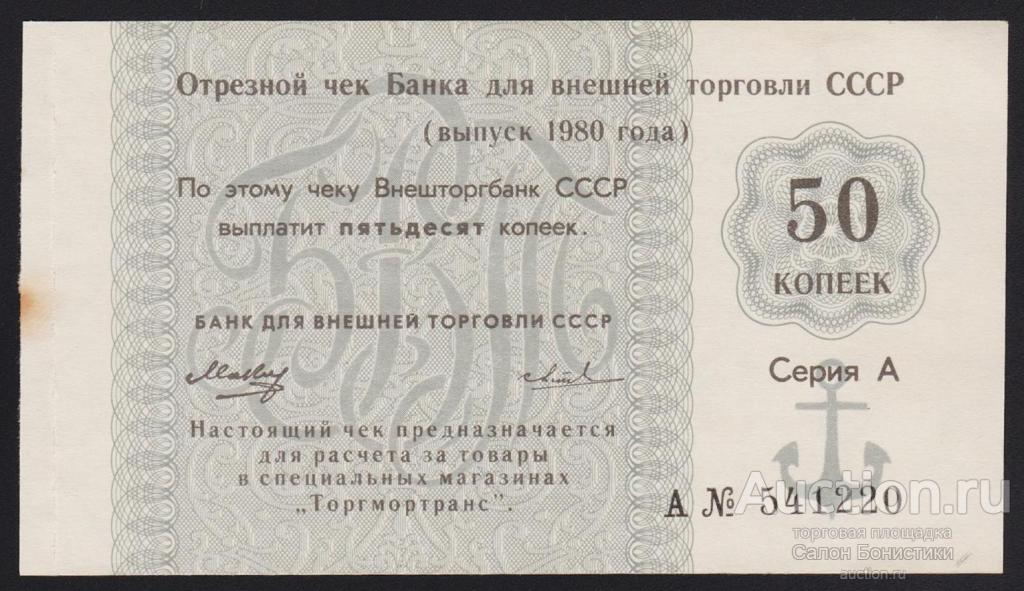 Отрезной чек Банка для внешней торговли СССР
(выпуск 1980 года)
По этому чеку Внешторгбанк СССР
выплатит пятьдесят копеек.
50
КОПЕЕК
БАНК ДЛЯ ВНЕШНЕЙ ТОРГОВЛИ СССР
Серия А
Настоящий чек предназначается
для расчета за товары
в специальных магазинах
„Торгмортранс".
А № 541220
Auction.ru
торговая площадка
Салон Бонистики
auction.ru